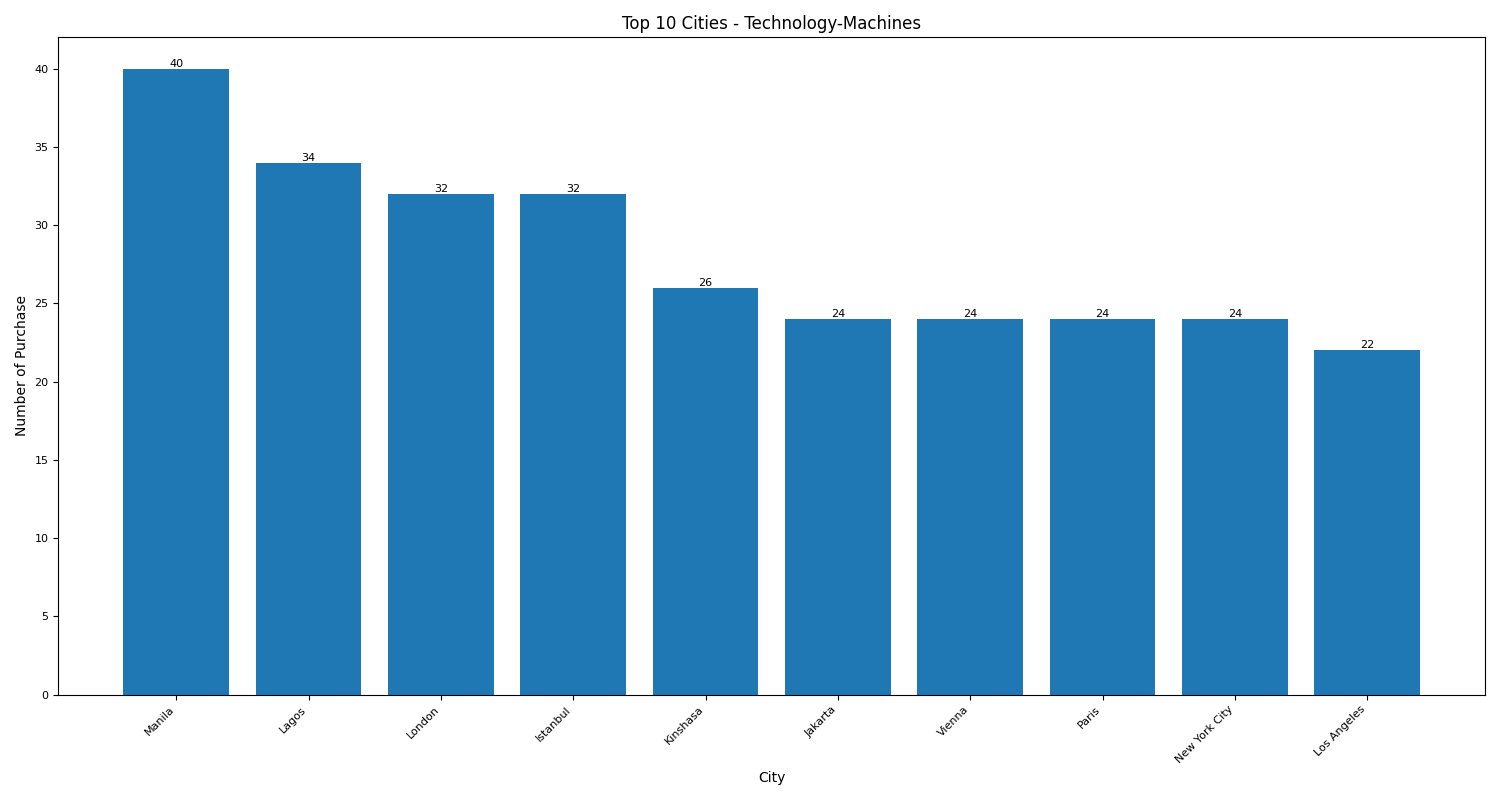 Top 10 Cities - Technology-Machines
Number of Purchase
40
35
30
25
20
15
10
5
0
40
34
32
32
26
24
24
24
24
22
Manila
Lagos
London
Istanbul
Kinshasa
Jakarta
Vienna
Paris
New York City
Los Angeles
City